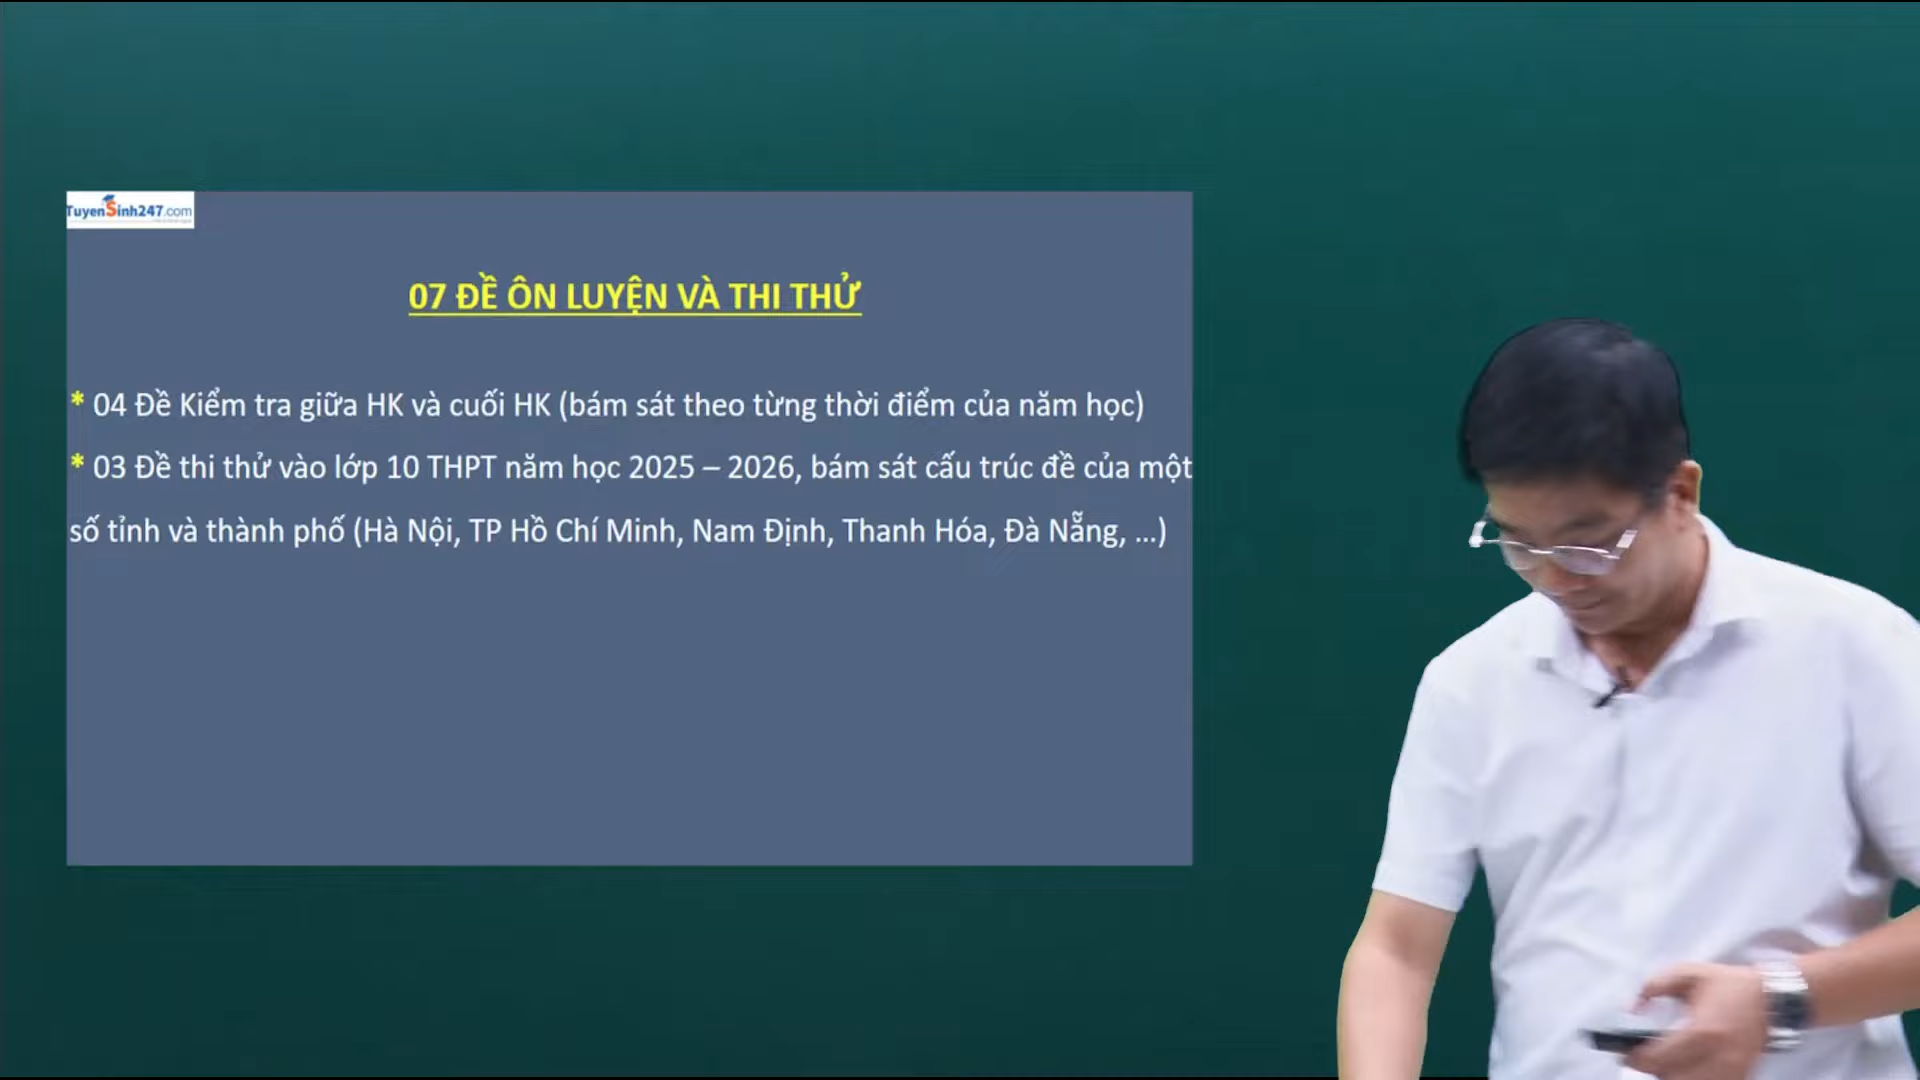 TuyenSinh247.com
07 ĐỀ ÔN LUYỆN VÀ THI THỬ
* 04 Đề Kiểm tra giữa HK và cuối HK (bám sát theo từng thời điểm của năm học)
* 03 Đề thi thử vào lớp 10 THPT năm học 2025 – 2026, bám sát cấu trúc đề của một
số tỉnh và thành phố (Hà Nội, TP Hồ Chí Minh, Nam Định, Thanh Hóa, Đà Nẵng, ...)